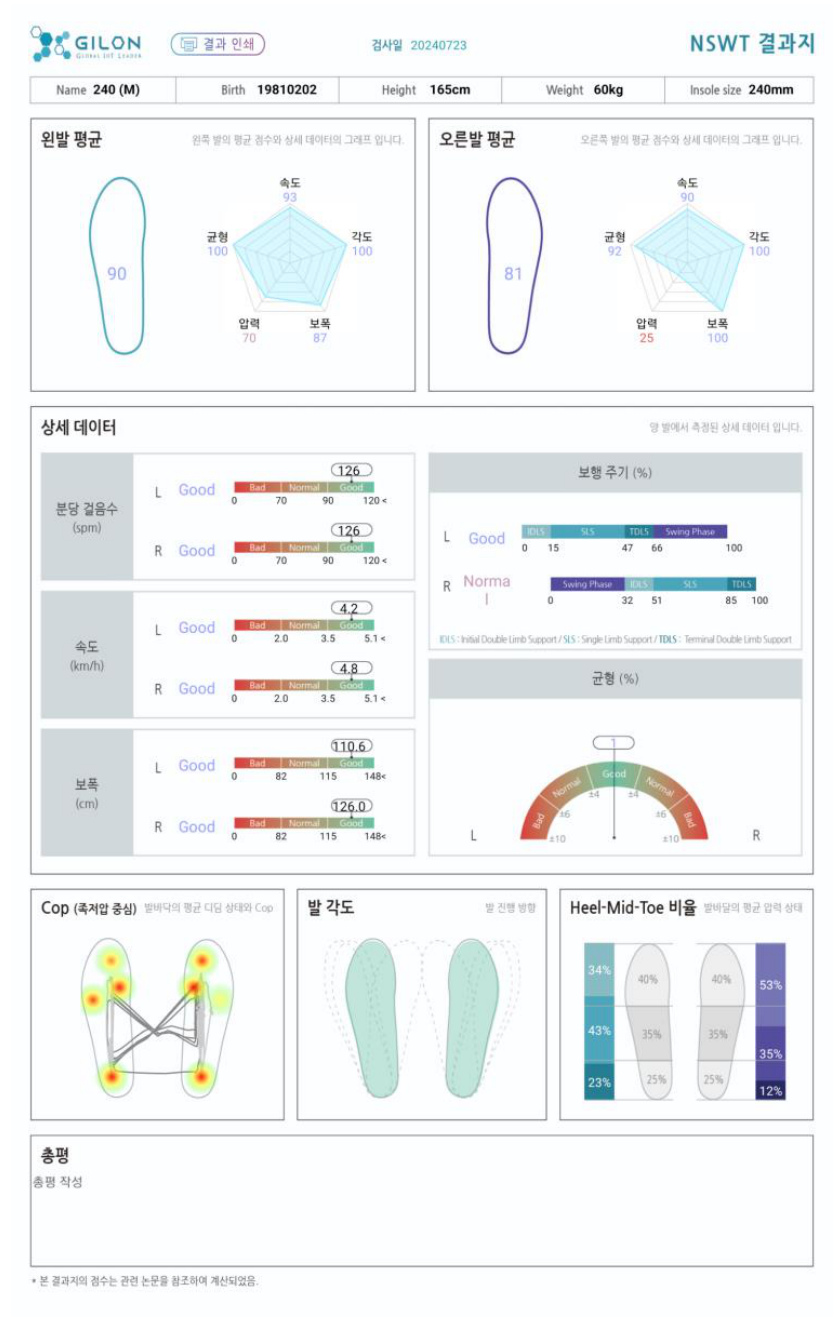 GILON
GLOBAL IOT LEADER
결과 인쇄
검사일 20240723
NSWT 결과지
Name 240 (M) Birth 19810202 Height 165cm Weight 60kg Insole size 240mm
왼발 평균 왼쪽 발의 평균 점수와 상세 데이터의 그래프 입니다.
90
속도
93
균형
100
각도
100
압력
70
보폭
87
오른발 평균 오른쪽 발의 평균 점수와 상세 데이터의 그래프 입니다.
81
속도
90
균형
92
각도
100
압력
25
보폭
100
상세 데이터 양 발에서 측정된 상세 데이터 입니다.
분당 걸음수
(spm)
126
L Good Bad Normal Good
0 70 90 120 <
126
R Good Bad Normal Good
0 70 90 120 <
속도
(km/h)
4.2
L Good Bad Normal Good
0 2.0 3.5 5.1 <
4.8
R Good Bad Normal Good
0 2.0 3.5 5.1 <
보폭
(cm)
110.6
L Good Bad Normal Good
0 82 115 148<
126.0
R Good Bad Normal Good
0 82 115 148<
보행 주기 (%)
L Good IDLS SLS TDLS Swing Phase
0 15 47 66 100
R Norma
l
Swing Phase IDLS SLS TDLS
0 32 51 85 100
IDLS : Initial Double Limb Support / SLS : Single Limb Support / TDLS : Terminal Double Limb Support
균형 (%)
1
Bad Normal Good Normal Bad
±4 ±4
±6 ±6
±10 ±10
L R
Cop (족저압 중심) 발바닥의 평균 디딤 상태와 Cop
발 각도 발 진행 방향
Heel-Mid-Toe 비율 발바닥의 평균 압력 상태
34% 40% 40% 53%
43% 35% 35% 35%
23% 25% 25% 12%
총평
총평 작성
* 본 결과지의 점수는 관련 논문을 참조하여 계산되었음.